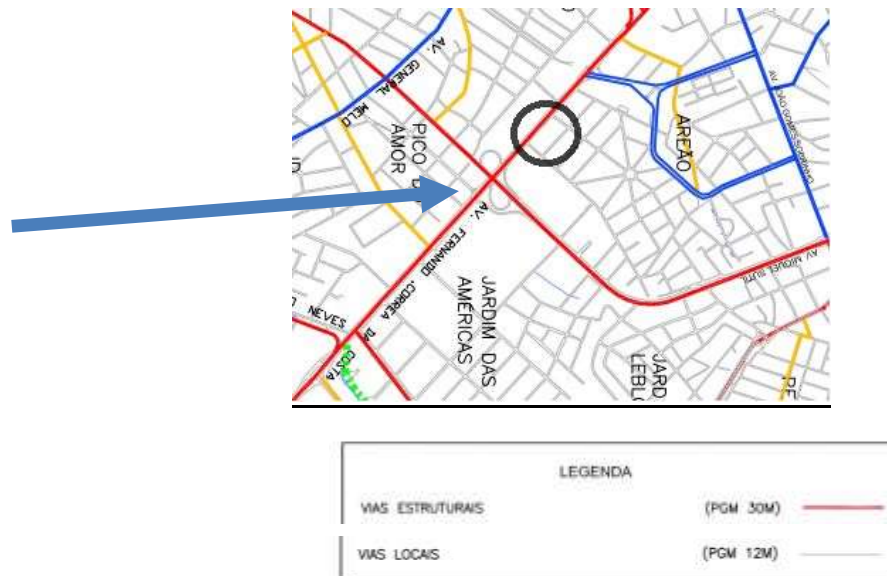 AV. GENERAL MELO
PICO D
AMOR
AREÃO
AV. FERNANDO CORREA DA COSTA
JARDIM DAS
AMÉRICAS
AV MIGUEL SUTIL
NEVES
JARD
LEBL
LEGENDA
VIAS ESTRUTURAIS (PGM 30M)
VIAS LOCAIS (PGM 12M)